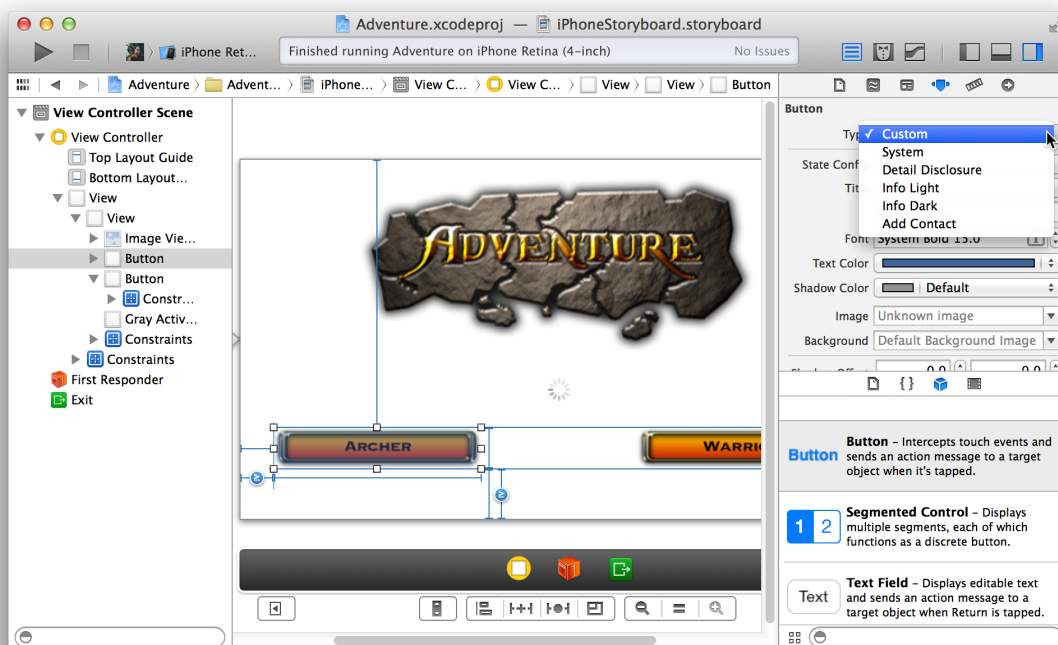 Adventure.xcodeproj — iPhoneStoryboard.storyboard
iPhone Ret...
Finished running Adventure on iPhone Retina (4-inch)
No Issues
Adventure
Advent...
iPhone...
View C...
View C...
View
View
Button
View Controller Scene
View Controller
Top Layout Guide
Bottom Layout...
View
View
Image Vie...
Button
Button
Constr...
Gray Activ...
Constraints
Constraints
First Responder
Exit
ADVENTURE
ARCHER
Button
✓ Custom
System
Detail Disclosure
Info Light
Info Dark
Add Contact
State
Font System Bold 15.0
Text Color
Shadow Color Default
Image Unknown image
Background Default Background Image
0.0 0.0
{ }
Button
Button – Intercepts touch events and
sends an action message to a target
object when it's tapped.
1 2
Segmented Control – Displays
multiple segments, each of which
functions as a discrete button.
Text
Text Field – Displays editable text
and sends an action message to a
target object when Return is tapped.